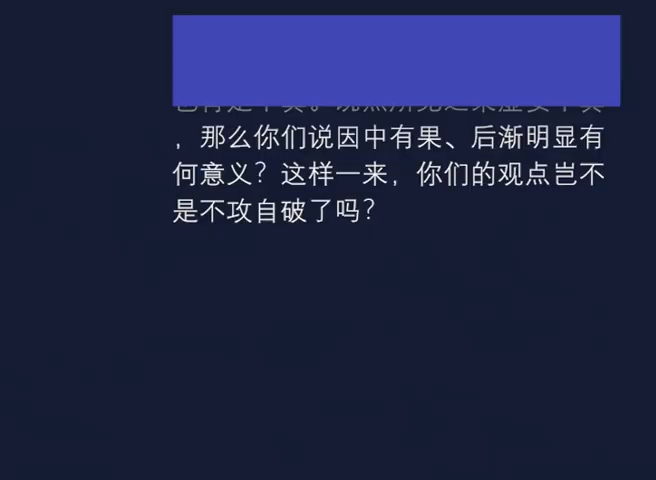 ，那么你们说因中有果、后渐明显有
何意义？这样一来，你们的观点岂不
是不攻自破了吗？